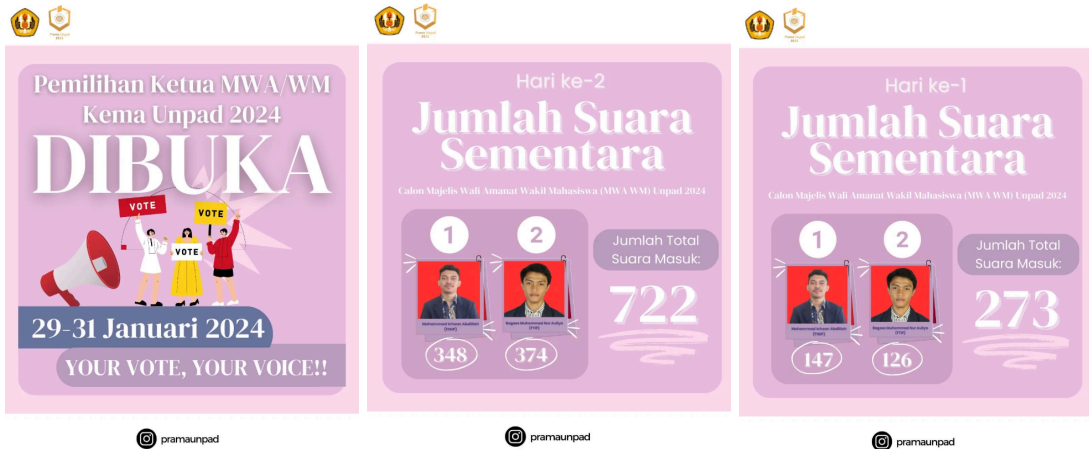 Pemilihan Ketua MWA/WM
Kema Unpad 2024
DIBUKA
VOTE
VOTE
VOTE
29-31 Januari 2024
YOUR VOTE, YOUR VOICE!!
pramaunpad
Hari ke-2
Jumlah Suara
Sementara
Calon Majelis Wali Amanat Wakil Mahasiswa (MWA WM) Unpad 2024
1
2
Jumlah Total
Suara Masuk:
722
348
374
pramaunpad
Hari ke-1
Jumlah Suara
Sementara
Calon Majelis Wali Amanat Wakil Mahasiswa (MWA WM) Unpad 2024
1
2
Jumlah Total
Suara Masuk:
273
147
126
pramaunpad